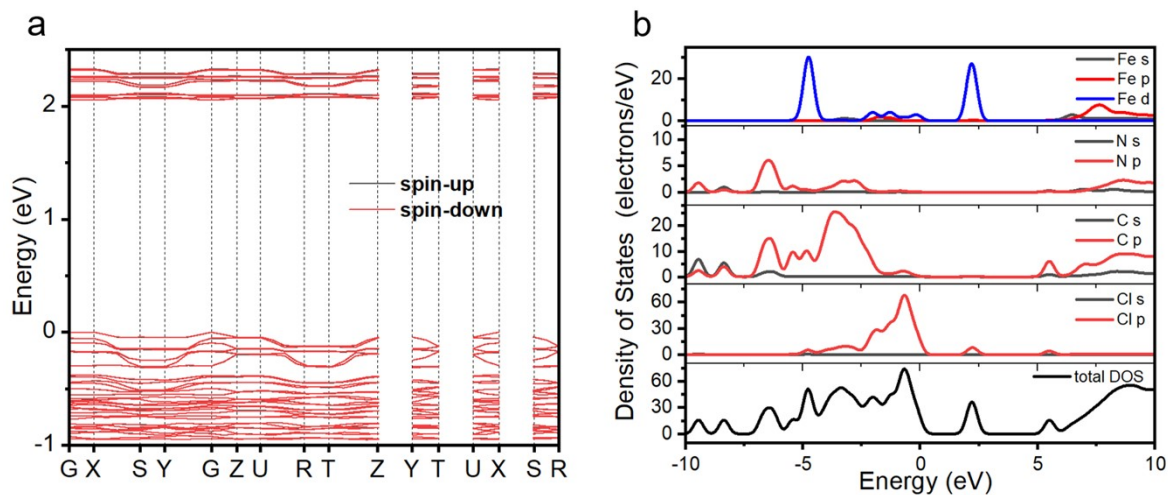 a
Energy (eV)
2
1
0
-1
spin-up
spin-down
G X S Y G Z U R T Z Y T U X S R
b
Density of States (electrons/eV)
Fe s
Fe p
Fe d
20
0
N s
N p
10
5
0
C s
C p
20
10
0
Cl s
Cl p
60
30
0
total DOS
60
30
0
-10 -5 0 5 10
Energy (eV)